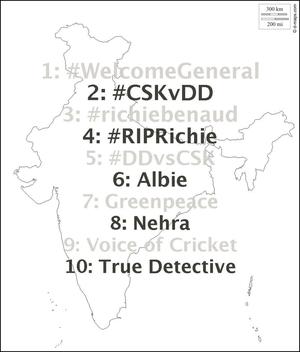 300 km
200 mi
© d-maps.com
1: #WelcomeGeneral
2: #CSKvDD
3: #richiebenaud
4: #RIPRichie
5: #DDvsCSK
6: Albie
7: Greenpeace
8: Nehra
9: Voice of Cricket
10: True Detective